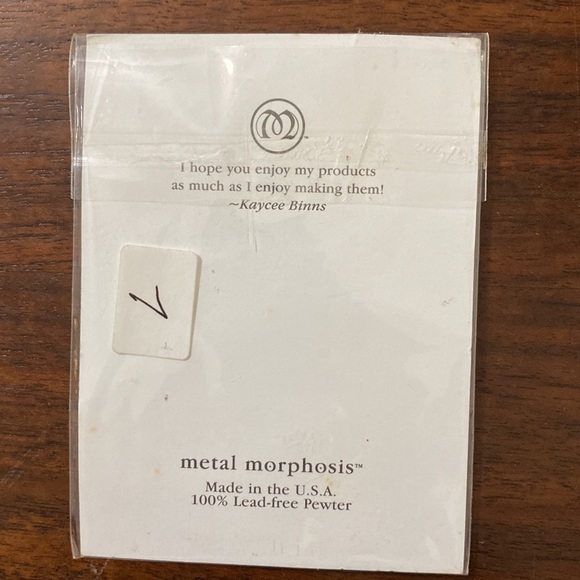 I hope you enjoy my products
as much as I enjoy making them!
~Kaycee Binns
metal morphosis™
Made in the U.S.A.
100% Lead-free Pewter